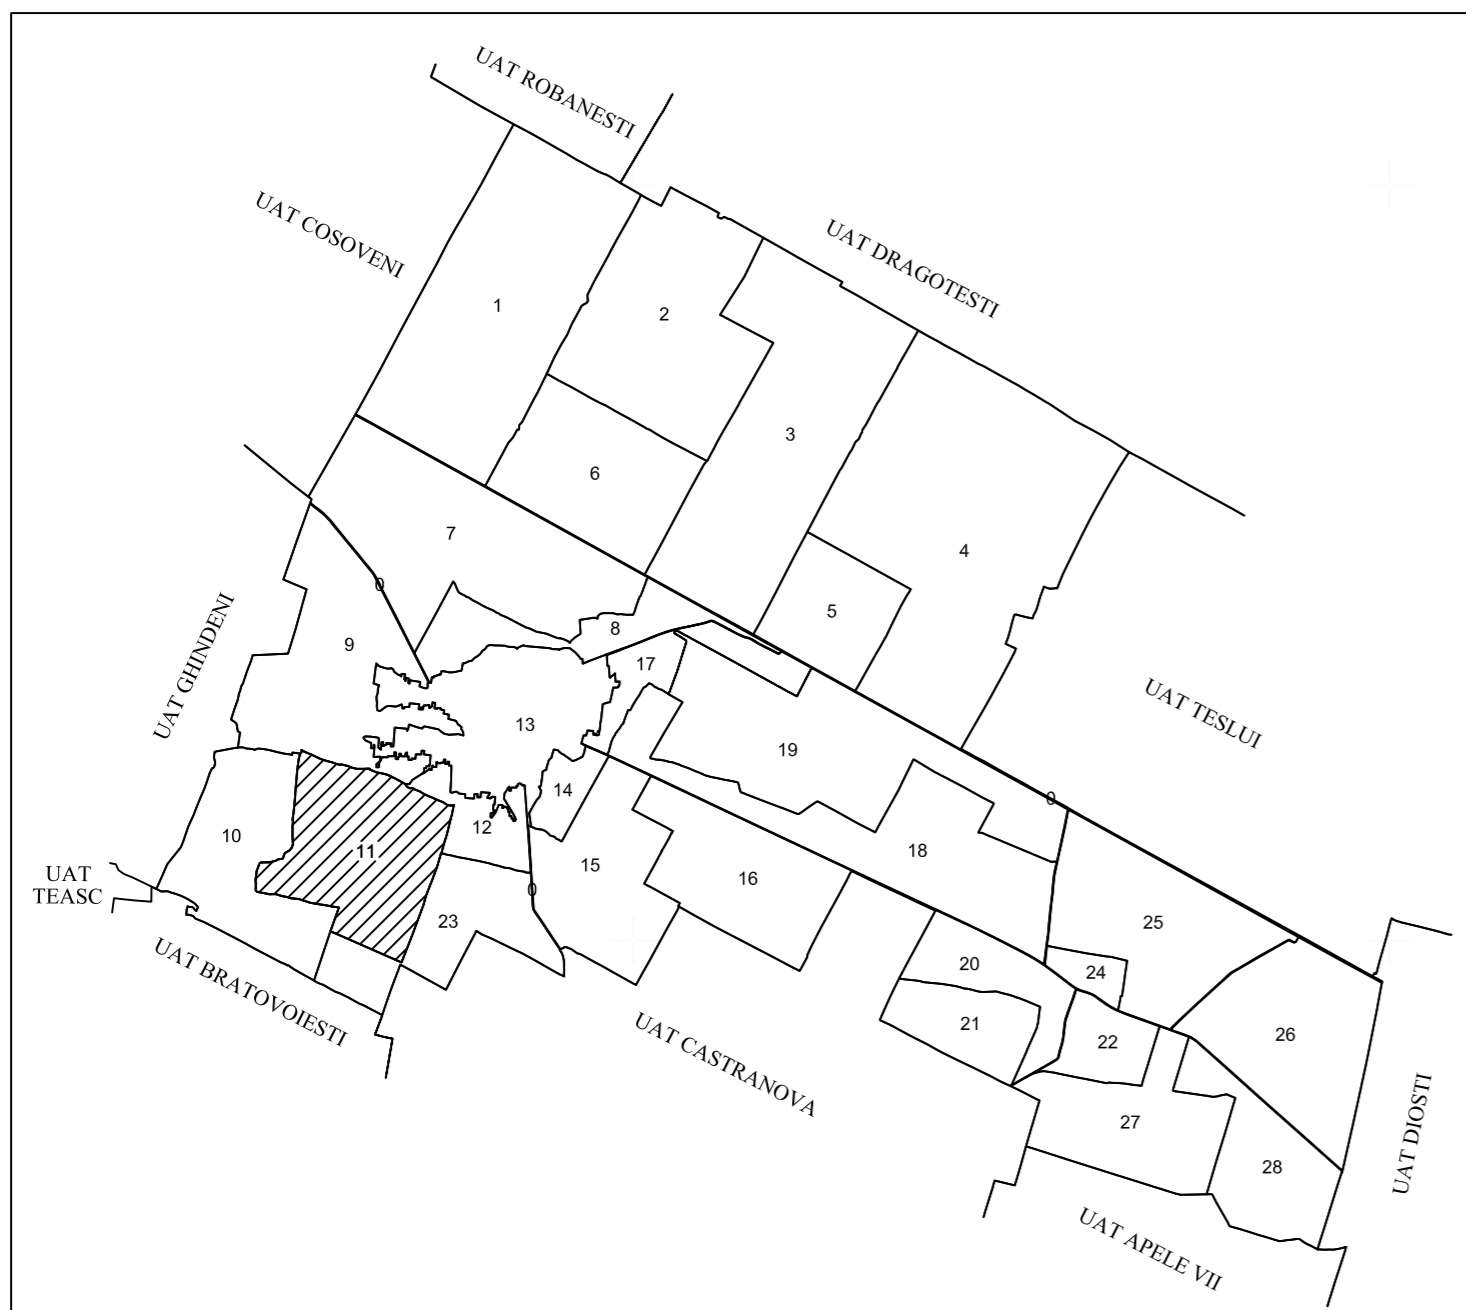 UAT ROBANESTI
UAT COSOVENI
UAT DRAGOTESTI
1
2
3
6
7
4
0
5
UAT GHINDENI
8
9
17
UAT TESLUI
13
19
14
0
12
10
11
18
15
16
UAT
TEASC
0
23
25
20
24
UAT BRATOVOIESTI
21
22
26
UAT CASTRANOVA
27
UAT DIOSTI
28
UAT APELE VII